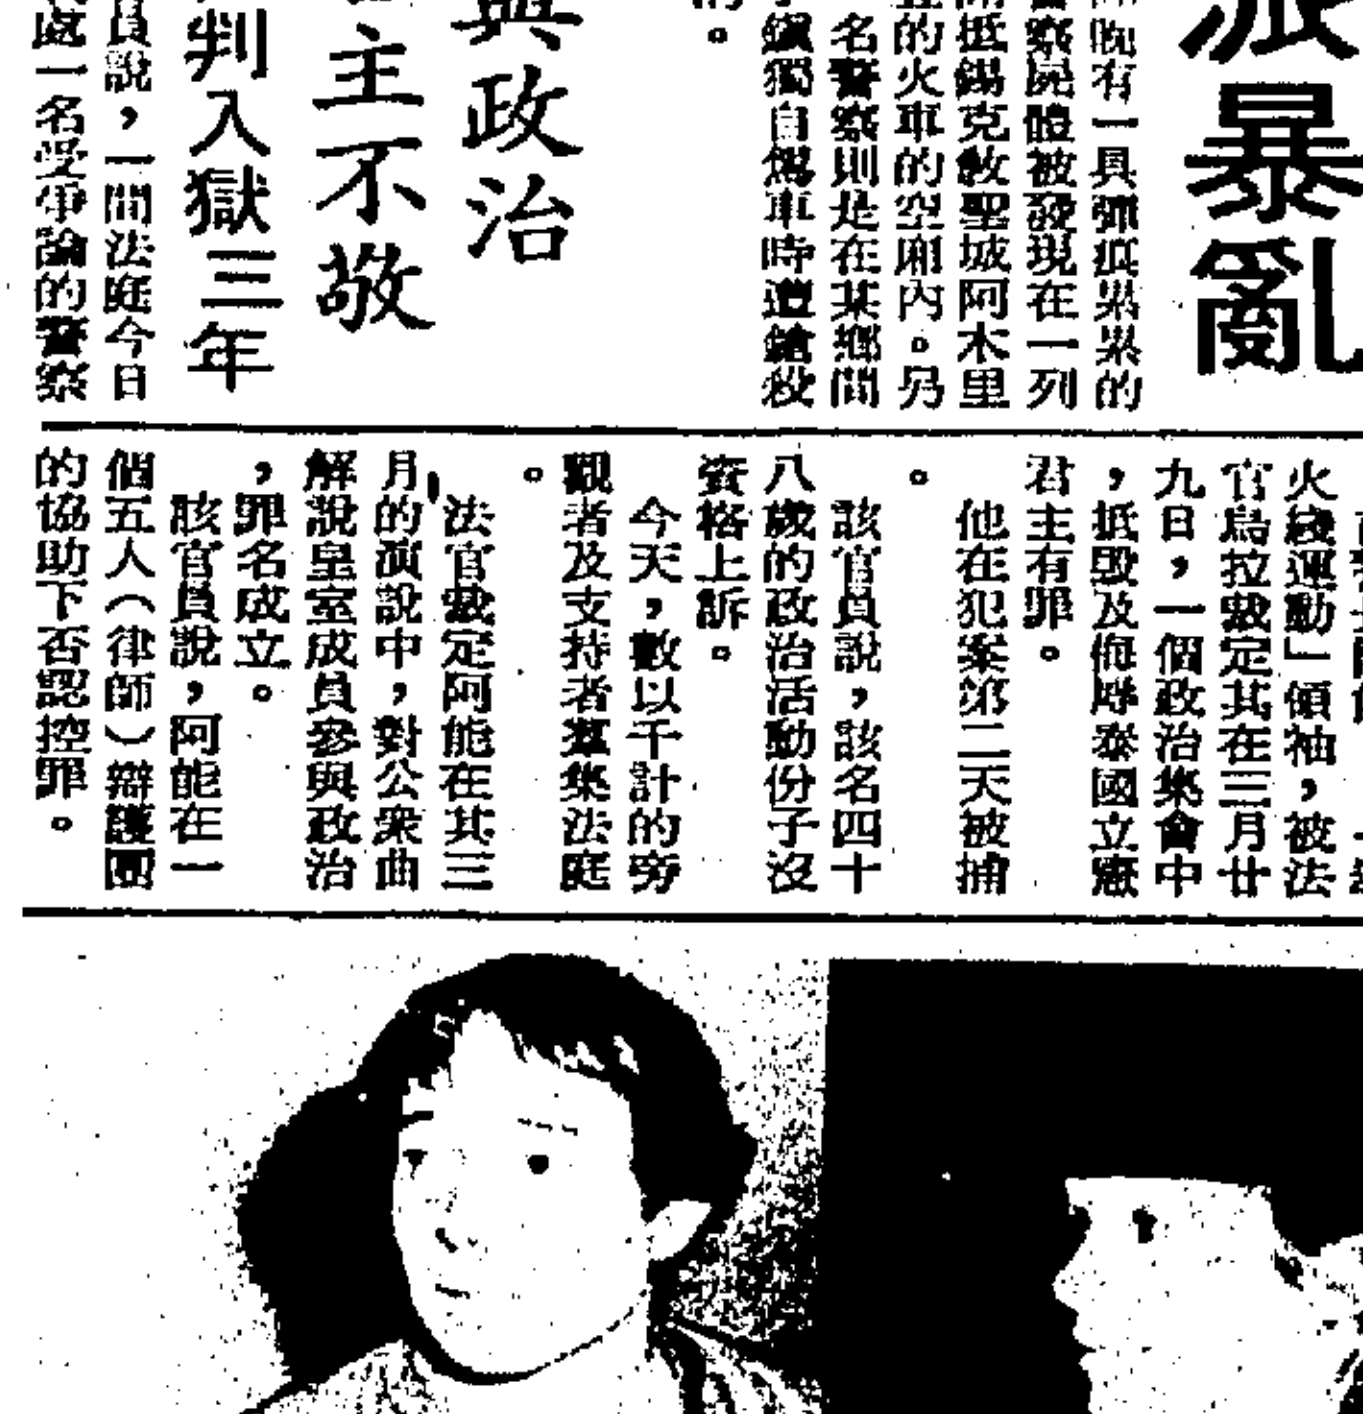 派暴亂
晚有一具彈痕累累的
警察屍體被發現在一列
開抵錫克教聖城阿木里
的火車的空廂內。另
名警察則是在某鄉間
鎮獨自駕車時遭鎗殺
的。
與政治
主不敬
判入獄三年
員說，一間法庭今日
處一名受爭論的警察
火綫運動」領袖，被法
官烏拉裁定其在三月廿
九日，一個政治集會中
，抵毀及侮辱泰國立憲
君主有罪。
他在犯案第二天被捕
。
該官員說，該名四十
八歲的政治活動份子沒
資格上訴。
今天，數以千計的旁
觀者及支持者羣集法庭
。
法官裁定阿能在其三
月的演說中，對公衆曲
解說皇室成員參與政治
，罪名成立。
該官員說，阿能在一
個五人（律師）辯護團
的協助下否認控罪。